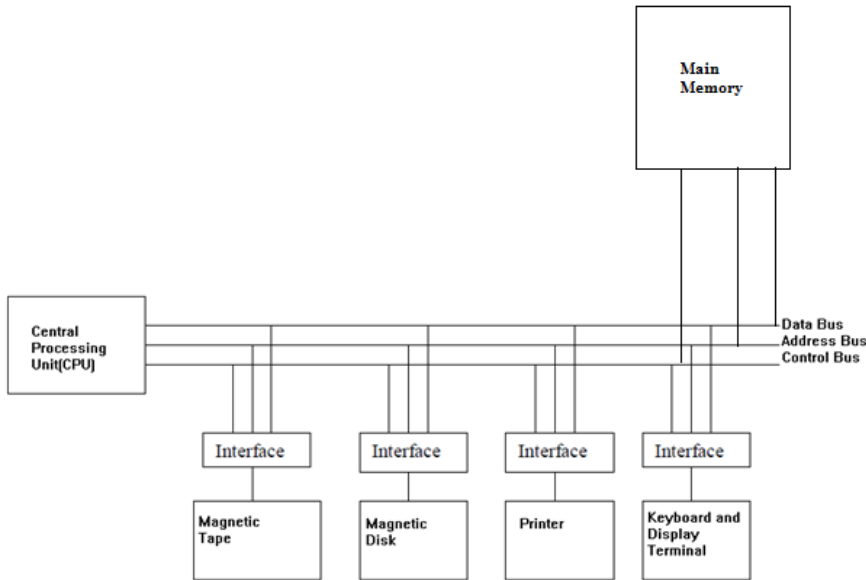 Main
Memory
Central
Processing
Unit(CPU)
Data Bus
Address Bus
Control Bus
Interface
Interface
Interface
Interface
Magnetic
Tape
Magnetic
Disk
Printer
Keyboard and
Display
Terminal